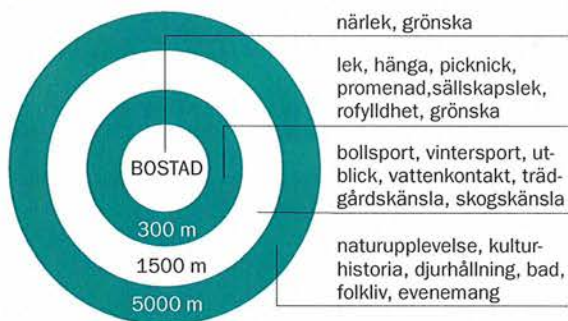 närlek, grönska
lek, hänga, picknick,
promenad,sällskapslek,
rofylldhet, grönska
BOSTAD
bollsport, vintersport, ut-
blick, vattenkontakt, träd-
gårdskänsla, skogskänsla
300 m
1500 m
5000 m
naturupplevelse, kultur-
historia, djurhållning, bad,
folkliv, evenemang